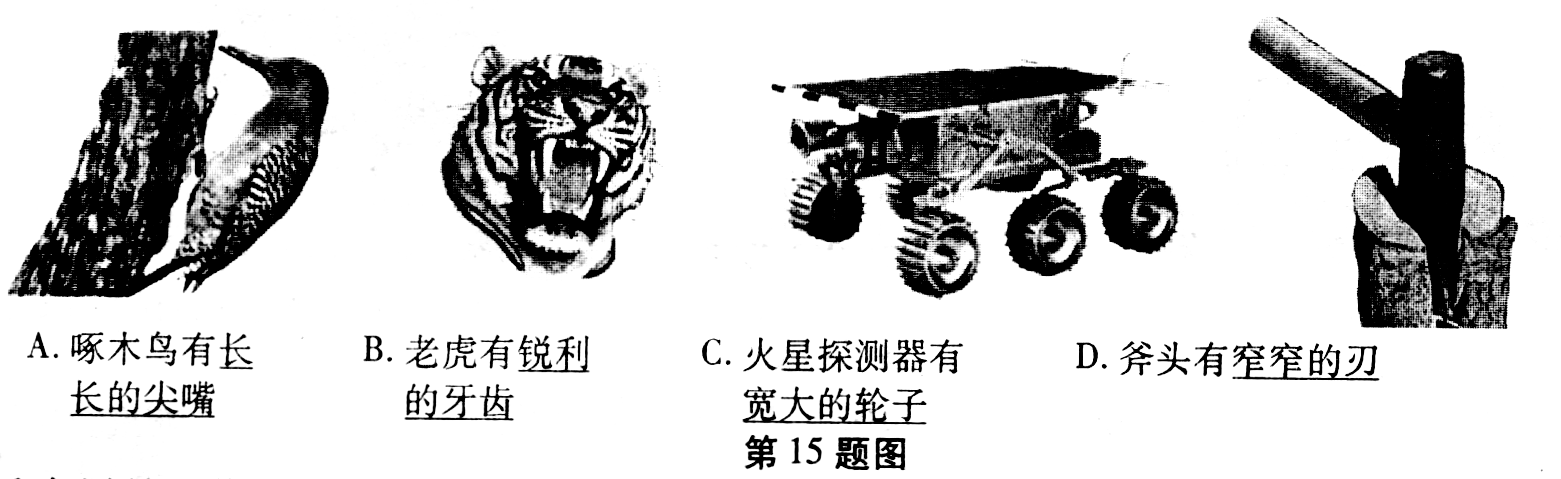 A. 啄木鸟有长
长的尖嘴
B. 老虎有锐利
的牙齿
C. 火星探测器有
宽大的轮子
D. 斧头有窄窄的刃
第 15 题图